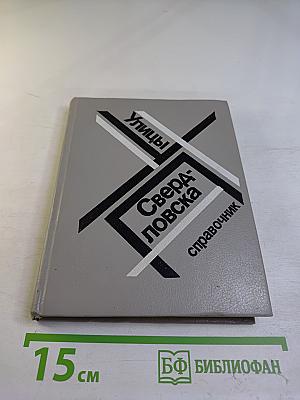 Улицы
Сверд-
ловска
справочник
15 см
БФ БИБЛИОФАН